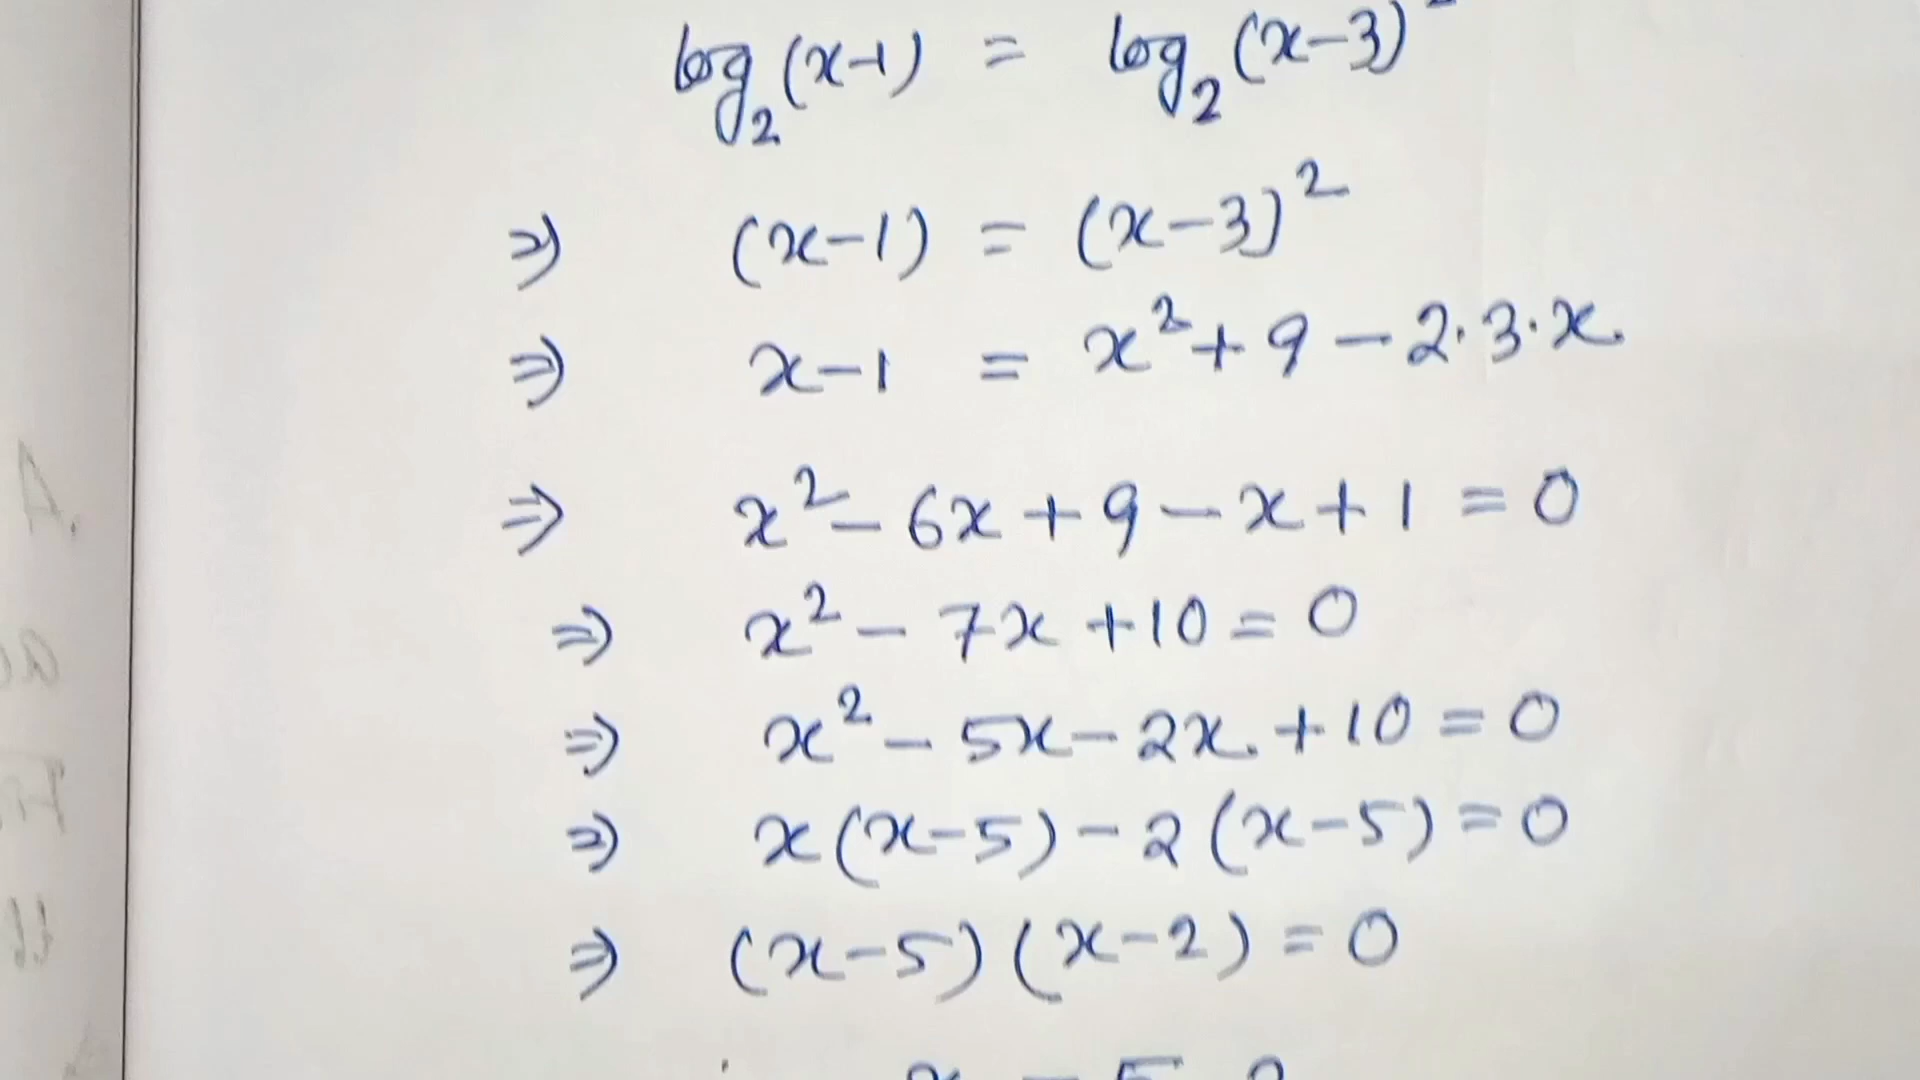 log₂(x-1) = log₂(x-3)
⇒ (x-1) = (x-3)²
⇒ x-1 = x²+9-2·3·x
⇒ x²-6x+9-x+1=0
⇒ x²-7x+10=0
⇒ x²-5x-2x+10=0
⇒ x(x-5)-2(x-5)=0
⇒ (x-5)(x-2)=0